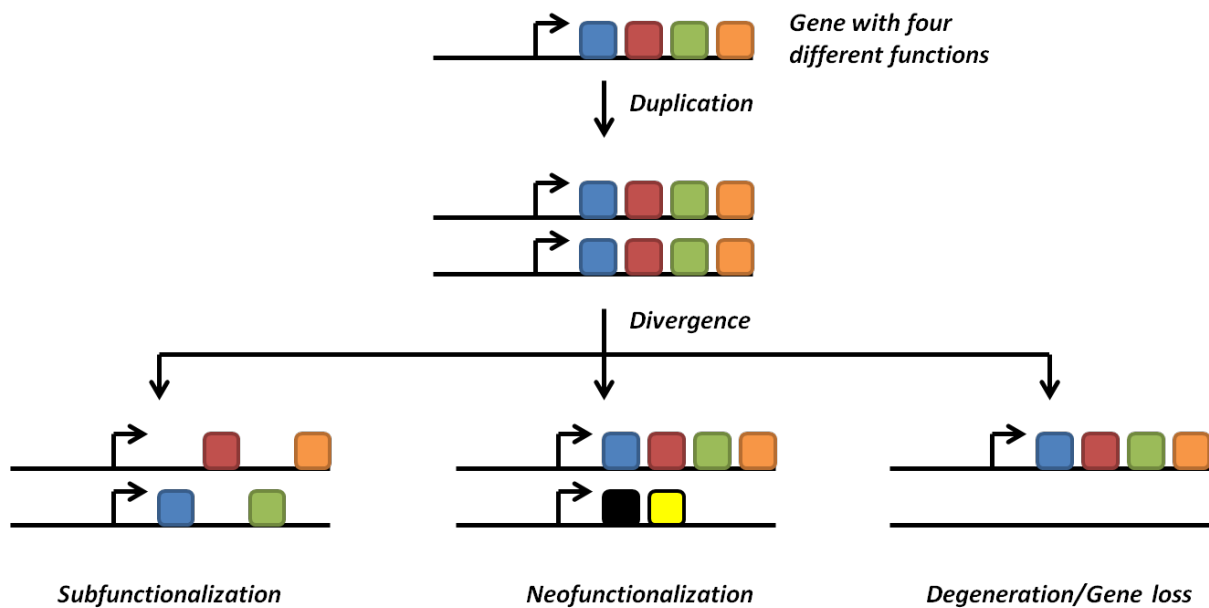 Gene with four
different functions
Duplication
Divergence
Subfunctionalization
Neofunctionalization
Degeneration/Gene loss